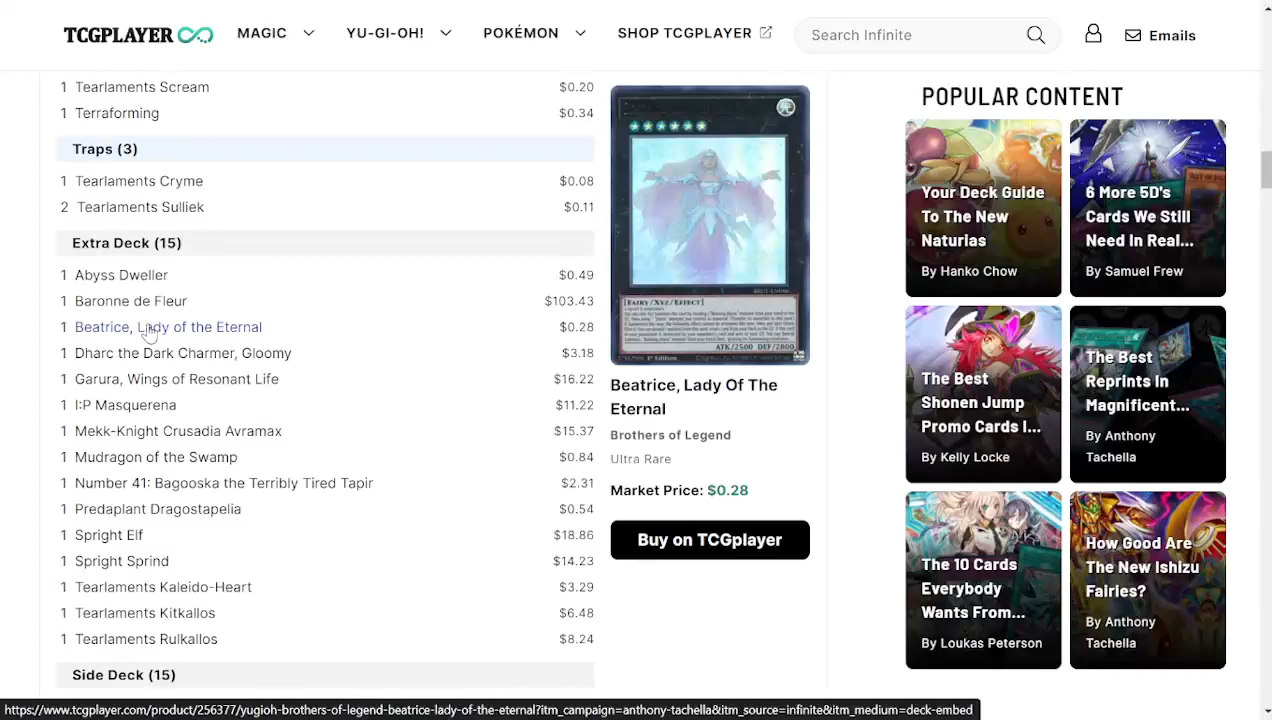 TCGPLAYER
MAGIC
YU-GI-OH!
POKÉMON
SHOP TCGPLAYER
Search Infinite
Emails
1 Tearlaments Scream $0.20
1 Terraforming $0.34
Traps (3)
1 Tearlaments Cryme $0.08
2 Tearlaments Sulliek $0.11
Extra Deck (15)
1 Abyss Dweller $0.49
1 Baronne de Fleur $103.43
1 Beatrice, Lady of the Eternal $0.28
1 Dharc the Dark Charmer, Gloomy $3.18
1 Garura, Wings of Resonant Life $16.22
1 I:P Masquerena $11.22
1 Mekk-Knight Crusadia Avramax $15.37
1 Mudragon of the Swamp $0.84
1 Number 41: Bagooska the Terribly Tired Tapir $2.31
1 Predaplant Dragostapelia $0.54
1 Spright Elf $18.86
1 Spright Sprind $14.23
1 Tearlaments Kaleido-Heart $3.29
1 Tearlaments Kitkallos $6.48
1 Tearlaments Rulkallos $8.24
Side Deck (15)
[FAIRY/XYZ/EFFECT]
ATK/2500 DEF/2800
1st Edition
Beatrice, Lady Of The
Eternal
Brothers of Legend
Ultra Rare
Market Price: $0.28
Buy on TCGplayer
POPULAR CONTENT
Your Deck Guide
To The New
Naturias
By Hanko Chow
6 More 5D's
Cards We Still
Need In Real...
By Samuel Frew
The Best
Shonen Jump
Promo Cards I...
By Kelly Locke
The Best
Reprints In
Magnificent...
By Anthony
Tachella
The 10 Cards
Everybody
Wants From...
By Loukas Peterson
How Good Are
The New Ishizu
Fairies?
By Anthony
Tachella
https://www.tcgplayer.com/product/256377/yugioh-brothers-of-legend-beatrice-lady-of-the-eternal?itm_campaign=anthony-tachella&itm_source=infinite&itm_medium=deck-embed